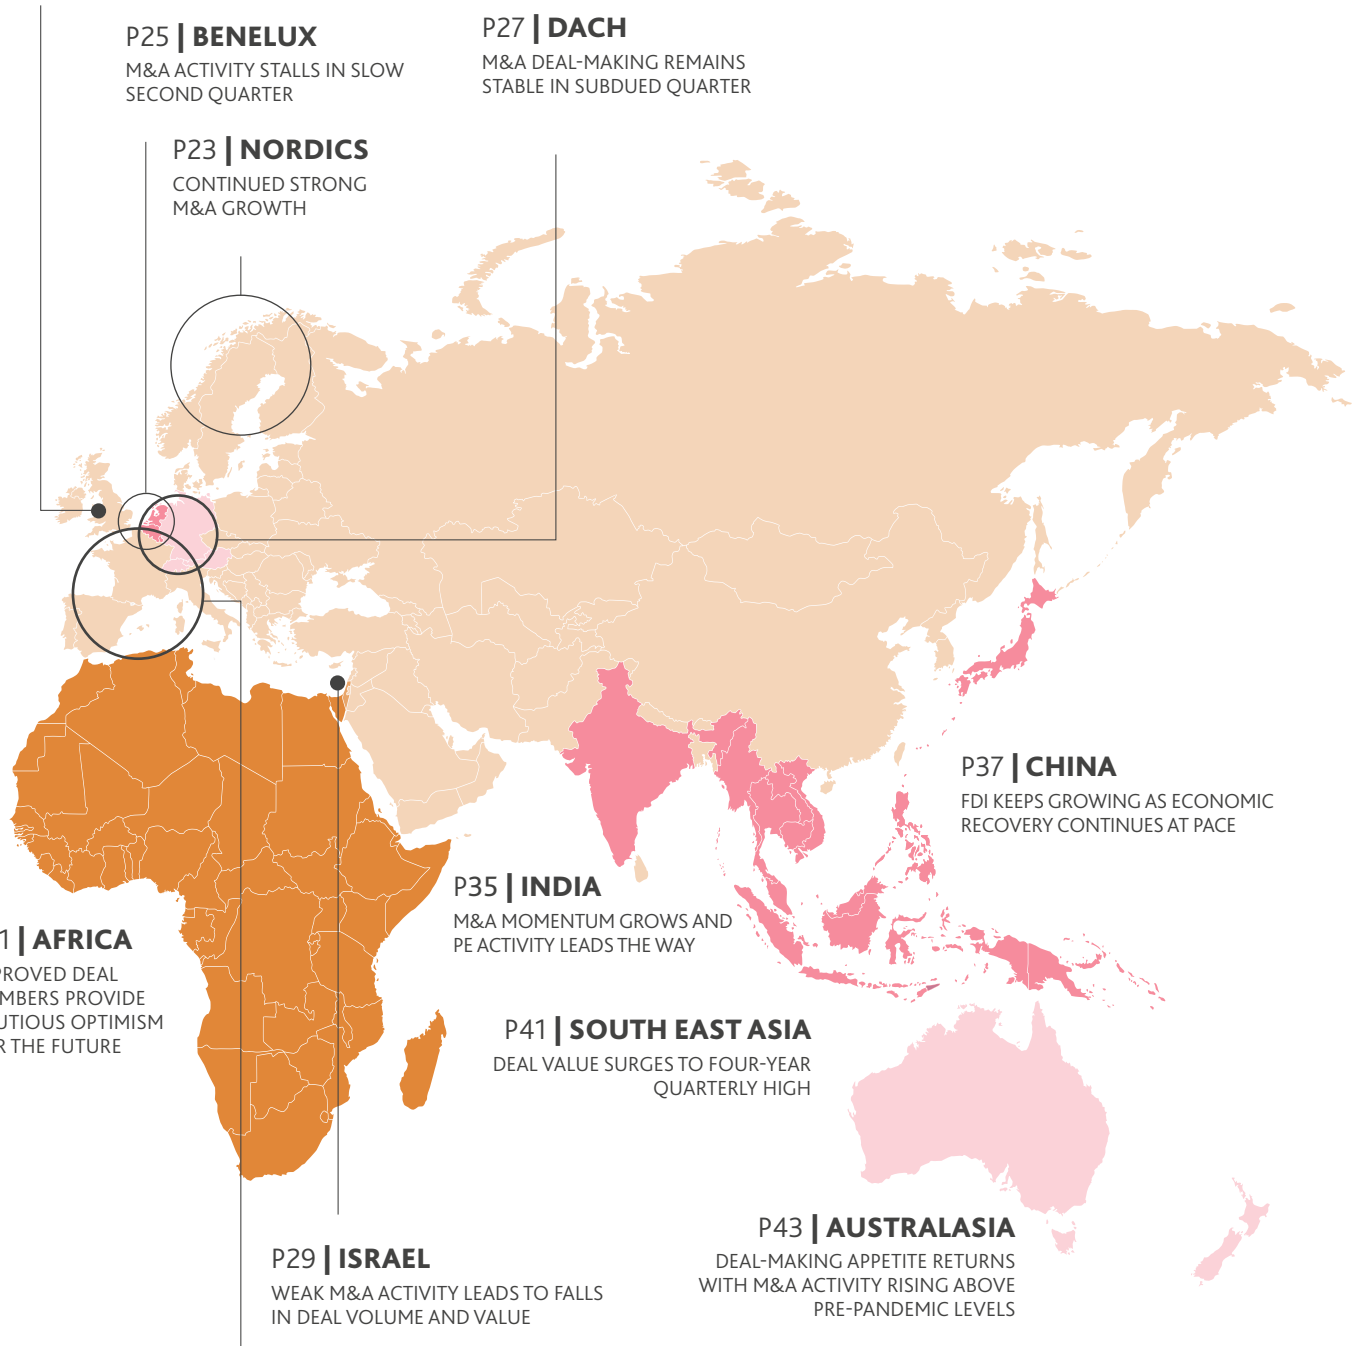 P25 | BENELUX
M&A ACTIVITY STALLS IN SLOW
SECOND QUARTER
P27 | DACH
M&A DEAL-MAKING REMAINS
STABLE IN SUBDUED QUARTER
P23 | NORDICS
CONTINUED STRONG
M&A GROWTH
P37 | CHINA
FDI KEEPS GROWING AS ECONOMIC
RECOVERY CONTINUES AT PACE
P35 | INDIA
M&A MOMENTUM GROWS AND
PE ACTIVITY LEADS THE WAY
1 | AFRICA
PROVED DEAL
MBERS PROVIDE
UTIOUS OPTIMISM
R THE FUTURE
P41 | SOUTH EAST ASIA
DEAL VALUE SURGES TO FOUR-YEAR
QUARTERLY HIGH
P43 | AUSTRALASIA
DEAL-MAKING APPETITE RETURNS
WITH M&A ACTIVITY RISING ABOVE
PRE-PANDEMIC LEVELS
P29 | ISRAEL
WEAK M&A ACTIVITY LEADS TO FALLS
IN DEAL VOLUME AND VALUE